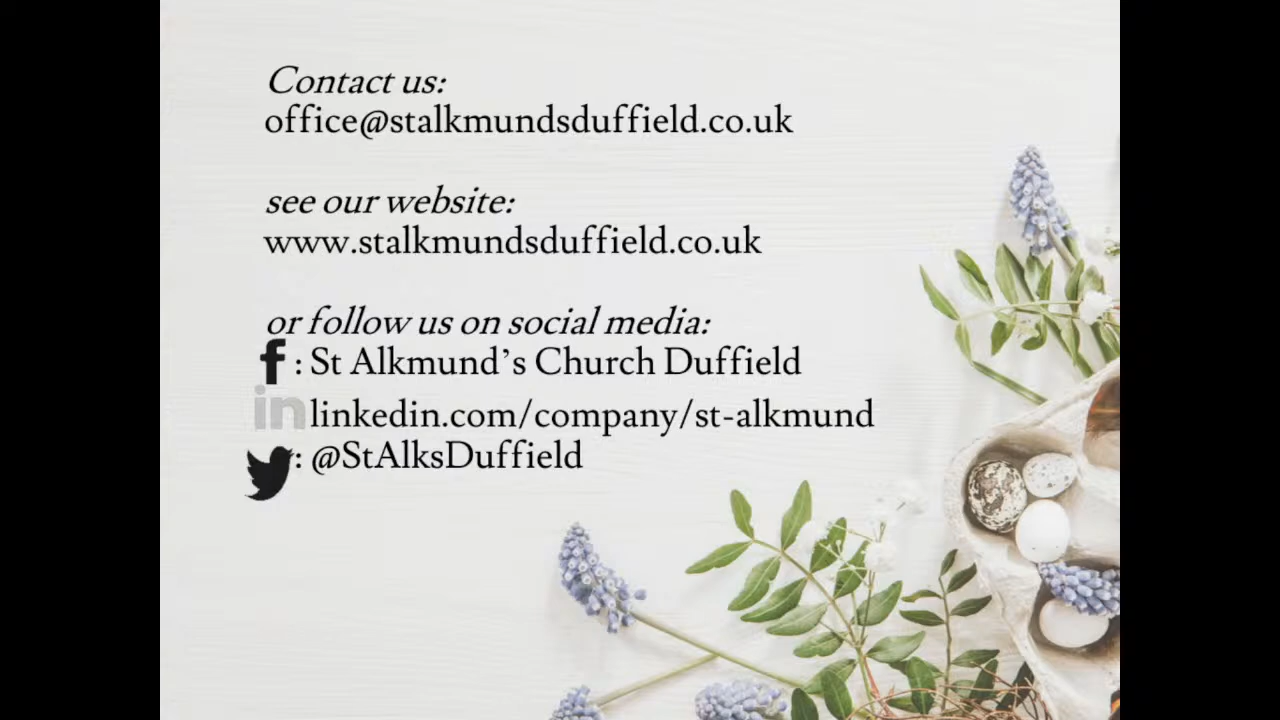 Contact us:
office@stalkmundsduffield.co.uk
see our website:
www.stalkmundsduffield.co.uk
or follow us on social media:
f : St Alkmund’s Church Duffield
in linkedin.com/company/st-alkmund
: @StAlksDuffield